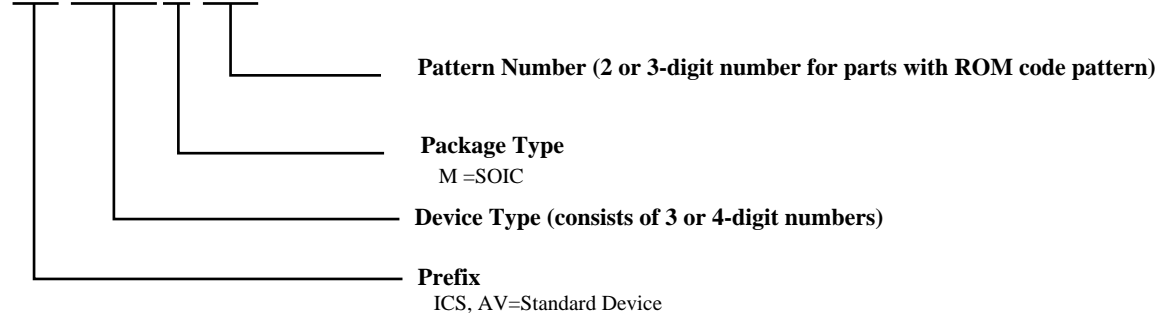 Pattern Number (2 or 3-digit number for parts with ROM code pattern)
Package Type
M =SOIC
Device Type (consists of 3 or 4-digit numbers)
Prefix
ICS, AV=Standard Device